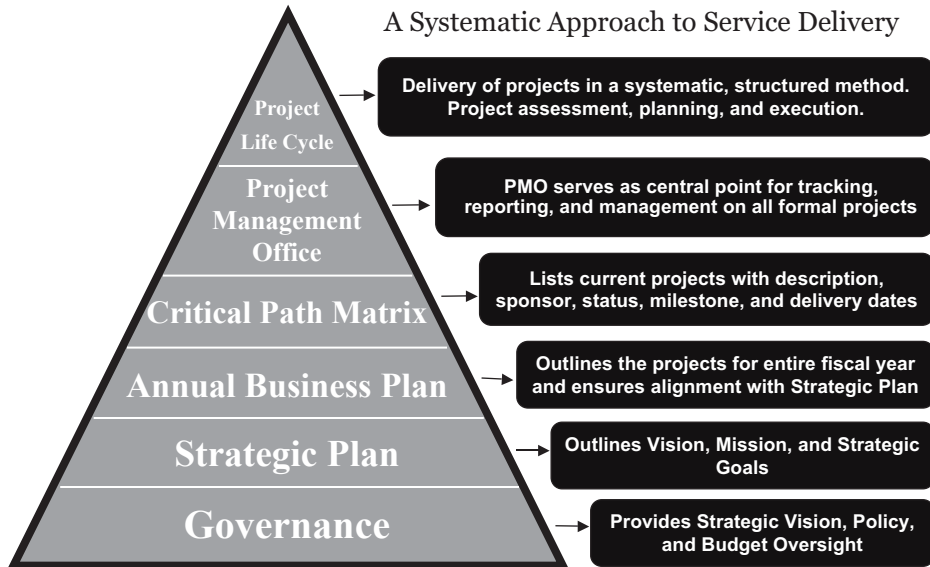 A Systematic Approach to Service Delivery
Project
Life Cycle
Delivery of projects in a systematic, structured method.
Project assessment, planning, and execution.
Project
Management
Office
PMO serves as central point for tracking,
reporting, and management on all formal projects
Critical Path Matrix
Lists current projects with description,
sponsor, status, milestone, and delivery dates
Annual Business Plan
Outlines the projects for entire fiscal year
and ensures alignment with Strategic Plan
Strategic Plan
Outlines Vision, Mission, and Strategic
Goals
Governance
Provides Strategic Vision, Policy,
and Budget Oversight